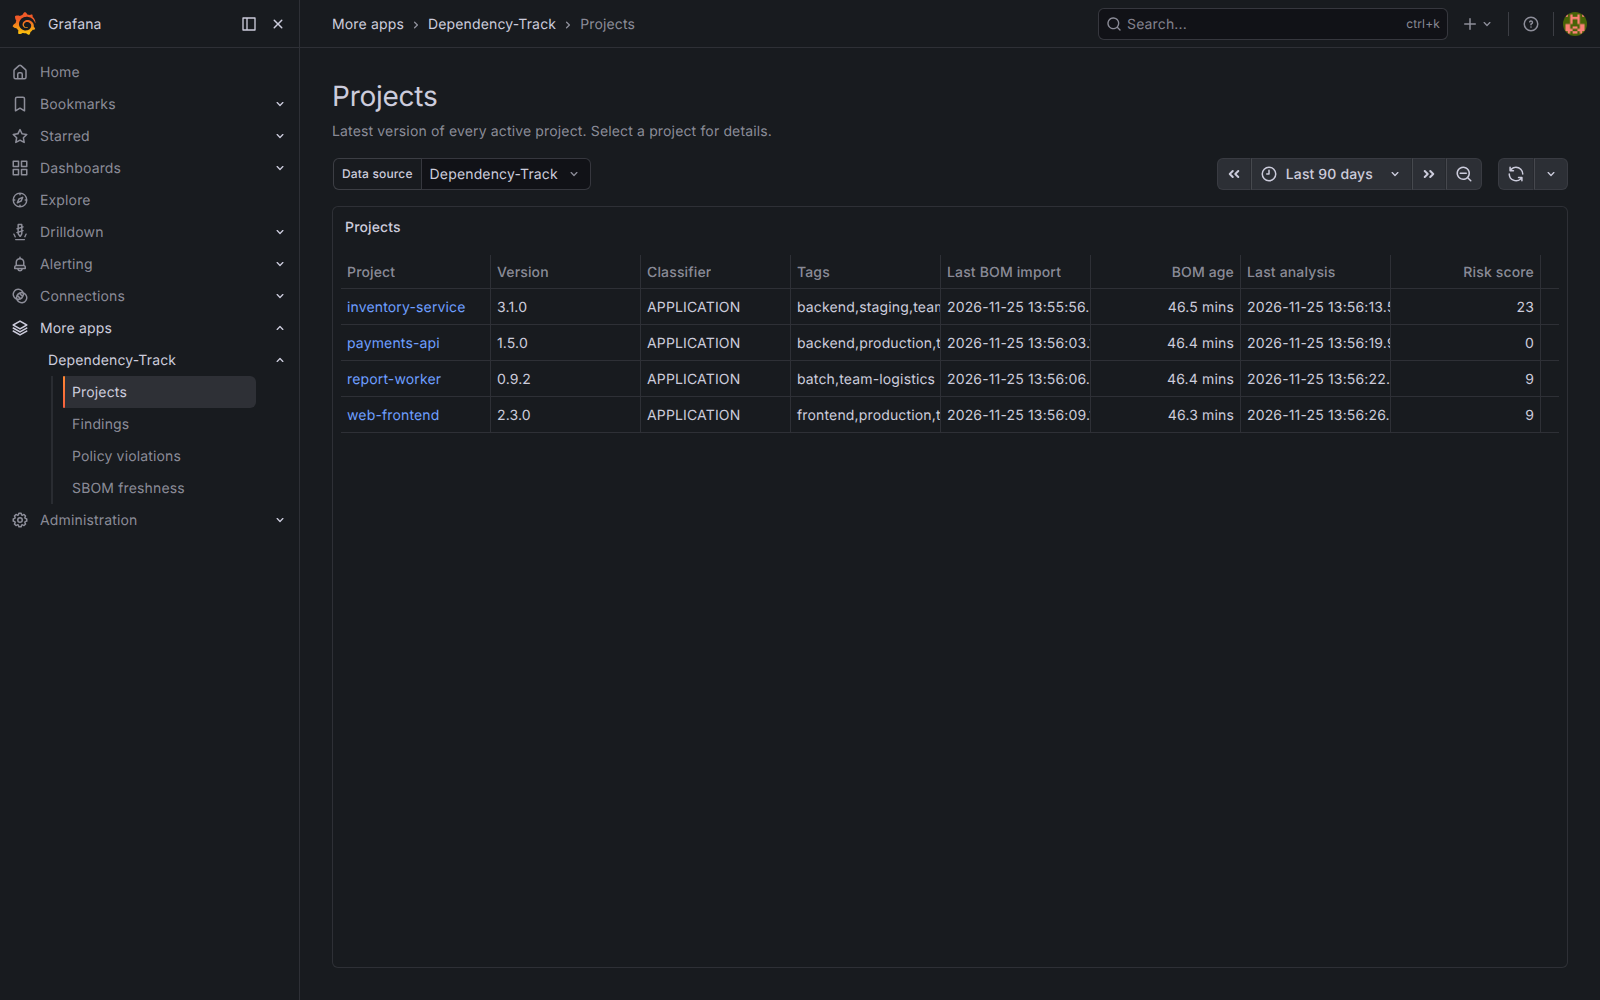 Grafana
More apps › Dependency-Track › Projects
Search... ctrl+k
Home
Bookmarks
Starred
Dashboards
Explore
Drilldown
Alerting
Connections
More apps
Dependency-Track
Projects
Findings
Policy violations
SBOM freshness
Administration
Projects
Latest version of every active project. Select a project for details.
Data source Dependency-Track
Last 90 days
Projects
Project Version Classifier Tags Last BOM import BOM age Last analysis Risk score
inventory-service 3.1.0 APPLICATION backend,staging,team 2026-11-25 13:55:56. 46.5 mins 2026-11-25 13:56:13.5 23
payments-api 1.5.0 APPLICATION backend,production,t 2026-11-25 13:56:03. 46.4 mins 2026-11-25 13:56:19.9 0
report-worker 0.9.2 APPLICATION batch,team-logistics 2026-11-25 13:56:06. 46.4 mins 2026-11-25 13:56:22. 9
web-frontend 2.3.0 APPLICATION frontend,production,t 2026-11-25 13:56:09. 46.3 mins 2026-11-25 13:56:26. 9